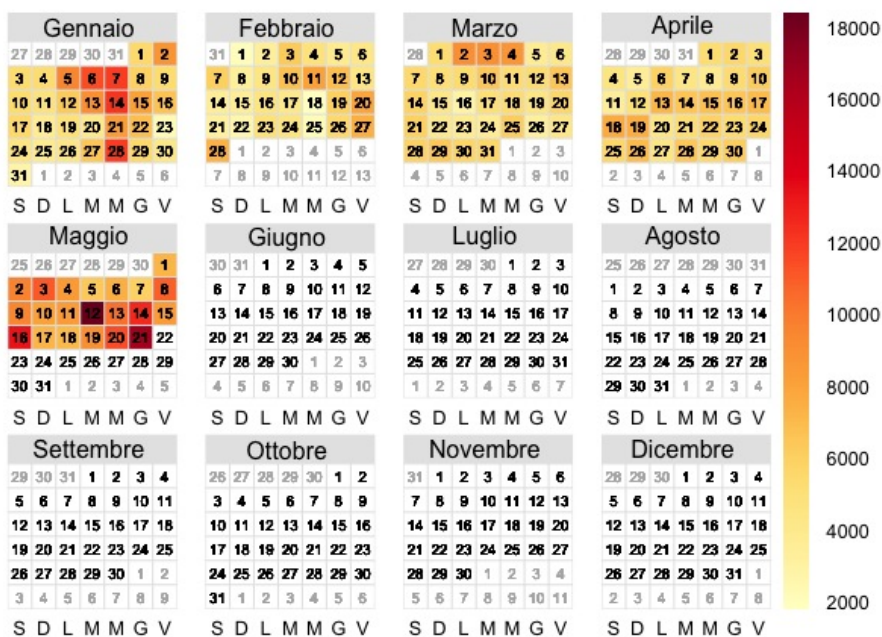 Gennaio
27 28 29 30 31 1 2
3 4 5 6 7 8 9
10 11 12 13 14 15 16
17 18 19 20 21 22 23
24 25 26 27 28 29 30
31 1 2 3 4 5 6
S D L M M G V
Febbraio
31 1 2 3 4 5 6
7 8 9 10 11 12 13
14 15 16 17 18 19 20
21 22 23 24 25 26 27
28 1 2 3 4 5 6
7 8 9 10 11 12 13
S D L M M G V
Marzo
28 1 2 3 4 5 6
7 8 9 10 11 12 13
14 15 16 17 18 19 20
21 22 23 24 25 26 27
28 29 30 31 1 2 3
4 5 6 7 8 9 10
S D L M M G V
Aprile
28 29 30 31 1 2 3
4 5 6 7 8 9 10
11 12 13 14 15 16 17
18 19 20 21 22 23 24
25 26 27 28 29 30 1
2 3 4 5 6 7 8
S D L M M G V
Maggio
25 26 27 28 29 30 1
2 3 4 5 6 7 8
9 10 11 12 13 14 15
16 17 18 19 20 21 22
23 24 25 26 27 28 29
30 31 1 2 3 4 5
S D L M M G V
Giugno
30 31 1 2 3 4 5
6 7 8 9 10 11 12
13 14 15 16 17 18 19
20 21 22 23 24 25 26
27 28 29 30 1 2 3
4 5 6 7 8 9 10
S D L M M G V
Luglio
27 28 29 30 1 2 3
4 5 6 7 8 9 10
11 12 13 14 15 16 17
18 19 20 21 22 23 24
25 26 27 28 29 30 31
1 2 3 4 5 6 7
S D L M M G V
Agosto
25 26 27 28 29 30 31
1 2 3 4 5 6 7
8 9 10 11 12 13 14
15 16 17 18 19 20 21
22 23 24 25 26 27 28
29 30 31 1 2 3 4
S D L M M G V
Settembre
29 30 31 1 2 3 4
5 6 7 8 9 10 11
12 13 14 15 16 17 18
19 20 21 22 23 24 25
26 27 28 29 30 1 2
3 4 5 6 7 8 9
S D L M M G V
Ottobre
26 27 28 29 30 1 2
3 4 5 6 7 8 9
10 11 12 13 14 15 16
17 18 19 20 21 22 23
24 25 26 27 28 29 30
31 1 2 3 4 5 6
S D L M M G V
Novembre
31 1 2 3 4 5 6
7 8 9 10 11 12 13
14 15 16 17 18 19 20
21 22 23 24 25 26 27
28 29 30 1 2 3 4
5 6 7 8 9 10 11
S D L M M G V
Dicembre
28 29 30 1 2 3 4
5 6 7 8 9 10 11
12 13 14 15 16 17 18
19 20 21 22 23 24 25
26 27 28 29 30 31 1
2 3 4 5 6 7 8
S D L M M G V
18000
16000
14000
12000
10000
8000
6000
4000
2000